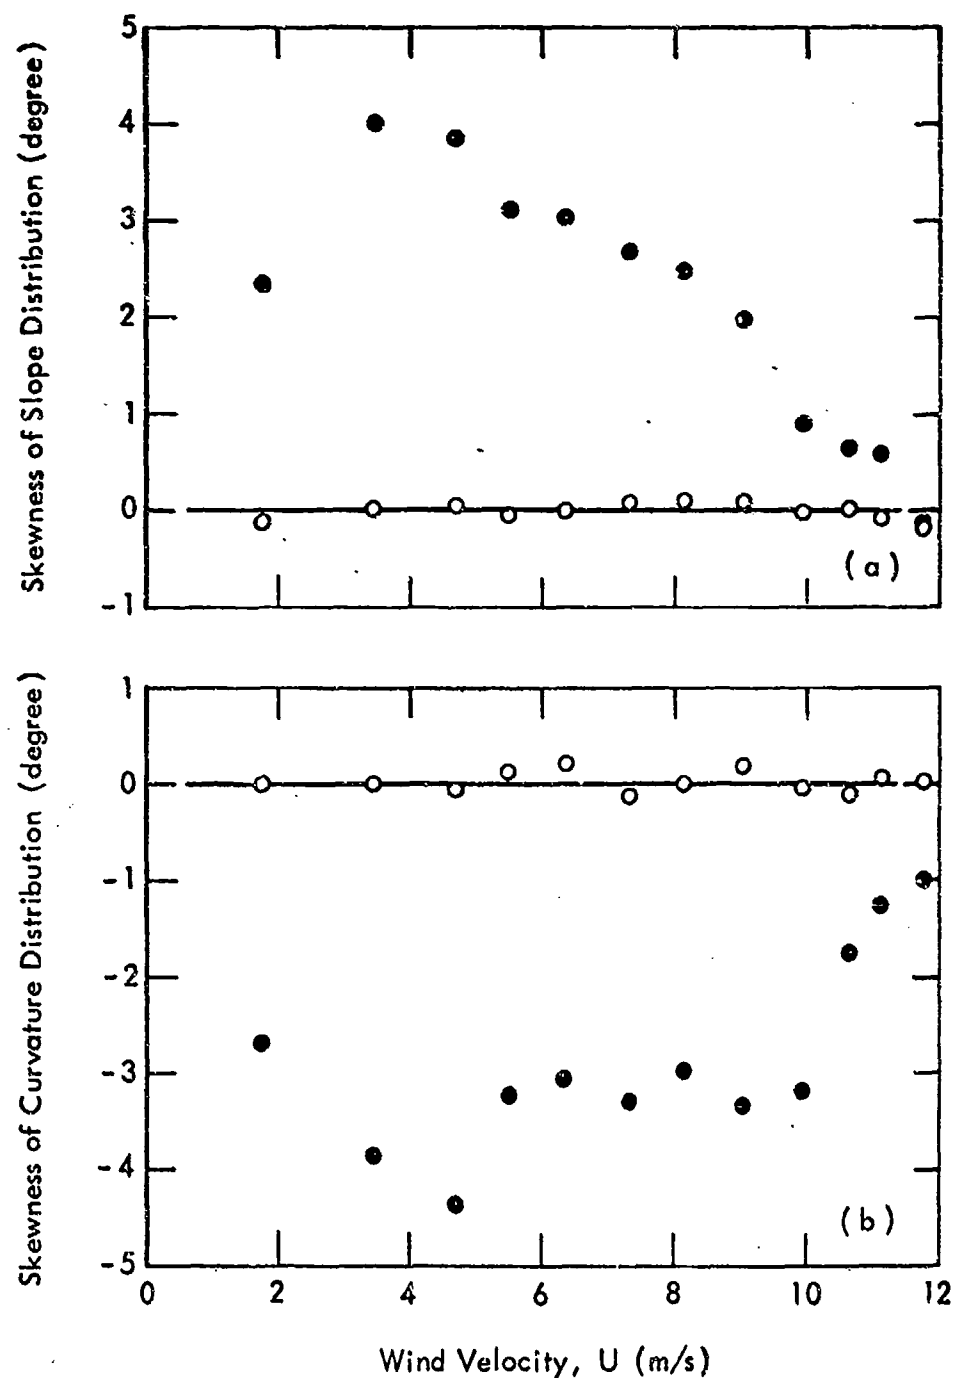 Skewness of Slope Distribution (degree)
5
4
3
2
1
0
-1
(a)
Skewness of Curvature Distribution (degree)
1
0
-1
-2
-3
-4
-5
(b)
0 2 4 6 8 10 12
Wind Velocity, U (m/s)